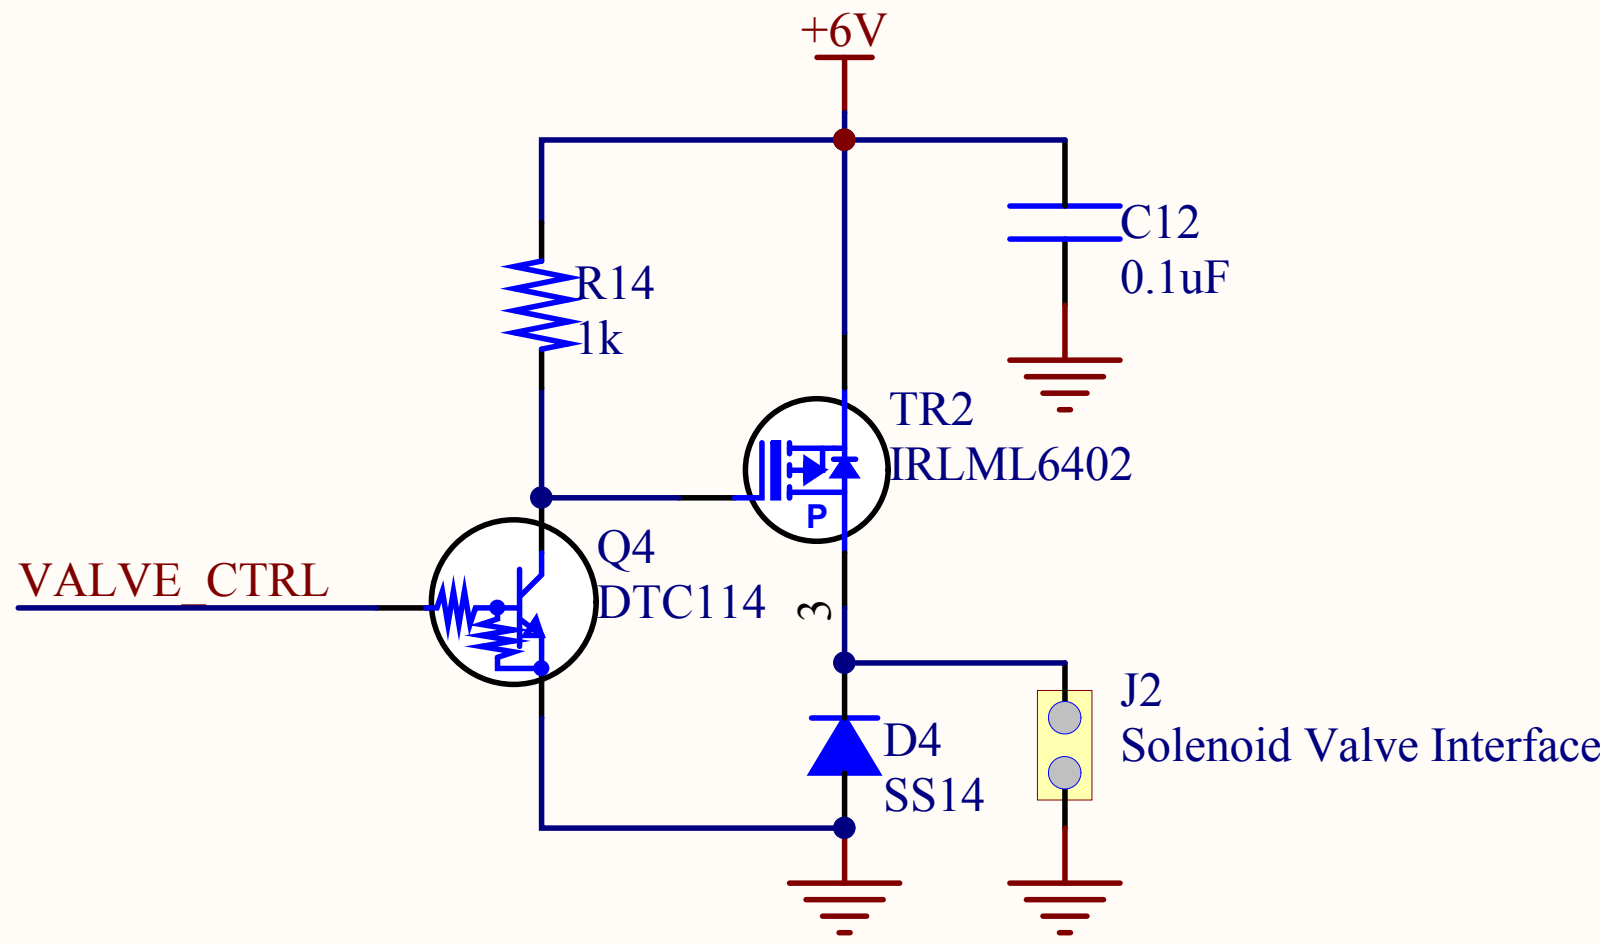 +6V
C12
0.1uF
R14
1k
TR2
IRLML6402
P
Q4
DTC114
VALVE_CTRL
3
J2
Solenoid Valve Interface
D4
SS14